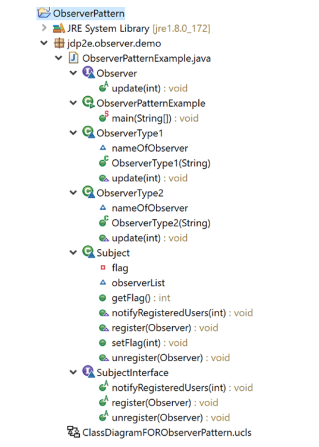 ObserverPattern
JRE System Library [jre1.8.0_172]
jdp2e.observer.demo
ObserverPatternExample.java
Observer
update(int) : void
ObserverPatternExample
main(String[]) : void
ObserverType1
nameOfObserver
ObserverType1(String)
update(int) : void
ObserverType2
nameOfObserver
ObserverType2(String)
update(int) : void
Subject
flag
observerList
getFlag() : int
notifyRegisteredUsers(int) : void
register(Observer) : void
setFlag(int) : void
unregister(Observer) : void
SubjectInterface
notifyRegisteredUsers(int) : void
register(Observer) : void
unregister(Observer) : void
ClassDiagramFORObserverPattern.ucls